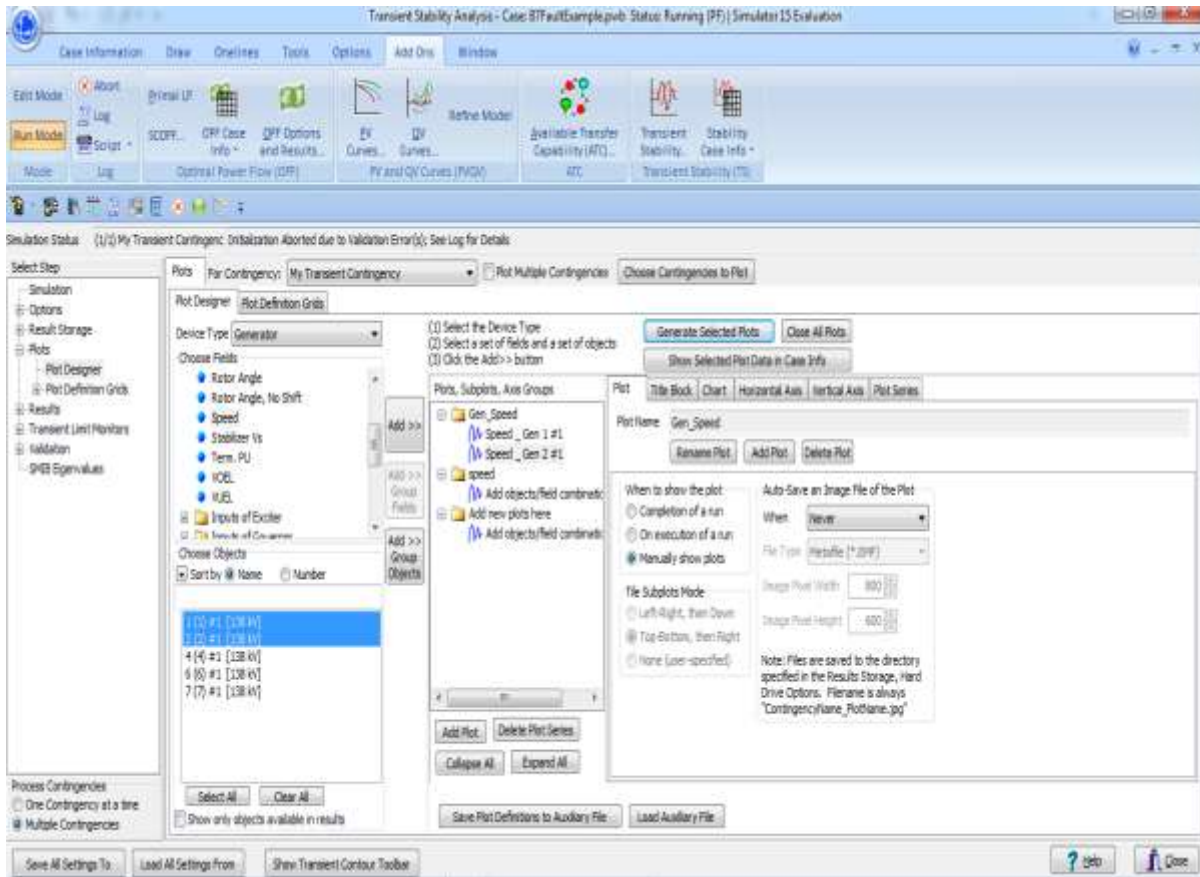 Transient Stability Analysis - Case: B7FaultExample.pwb Status: Running (PF) | Simulator 15 Evaluation
Case Information Draw Onelines Tools Options Add Ons Window
Edit Mode
Run Mode
Mode
Abort
Log
Script
Log
Primal LP
SCOPF...
OPF Case Info
OPF Options and Results...
Optimal Power Flow (OPF)
PV Curves...
QV Curves...
Refine Model
PV and QV Curves (PVQV)
Available Transfer Capability (ATC)...
ATC
Transient Stability...
Stability Case Info
Transient Stability (TS)
Simulation Status (1/1) My Transient Contingenc Initialization Aborted due to Validation Error(s); See Log for Details
Select Step
Simulation
Options
Result Storage
Plots
Plot Designer
Plot Definition Grids
Results
Transient Limit Monitors
Validation
SMIB Eigenvalues
Process Contingencies
One Contingency at a time
Multiple Contingencies
Plots For Contingency: My Transient Contingency Plot Multiple Contingencies Choose Contingencies to Plot
Plot Designer Plot Definition Grids
Device Type Generator
Choose Fields
Rotor Angle
Rotor Angle, No Shift
Speed
Stabilizer Vs
Term. PU
VOEL
VUEL
Inputs of Exciter
Inputs of Governor
Choose Objects
Sort by Name Number
1 (1) #1 [138 kV]
2 (2) #1 [138 kV]
4 (4) #1 [138 kV]
6 (6) #1 [138 kV]
7 (7) #1 [138 kV]
Select All Clear All
Show only objects available in results
Add >>
Add >> Group Fields
Add >> Group Objects
(1) Select the Device Type
(2) Select a set of fields and a set of objects
(3) Click the Add>> button
Generate Selected Plots Close All Plots
Show Selected Plot Data in Case Info
Plots, Subplots, Axis Groups
Gen_Speed
Speed _ Gen 1 #1
Speed _ Gen 2 #1
speed
Add objects/field combinatic
Add new plots here
Add objects/field combinatic
Add Plot Delete Plot Series
Collapse All Expand All
Save Plot Definitions to Auxiliary File Load Auxiliary File
Plot Title Block Chart Horizontal Axis Vertical Axis Plot Series
Plot Name Gen_Speed
Rename Plot Add Plot Delete Plot
When to show the plot
Completion of a run
On execution of a run
Manually show plots
Tile Subplots Mode
Left-Right, then Down
Top-Bottom, then Right
None (user-specified)
Auto-Save an Image File of the Plot
When Never
File Type Metafile (*.EMF)
Image Pixel Width 800
Image Pixel Height 600
Note: Files are saved to the directory
specified in the Results Storage, Hard
Drive Options. Filename is always
"ContingencyName_PlotName.jpg"
Save All Settings To Load All Settings From Show Transient Contour Toolbar
Help Close